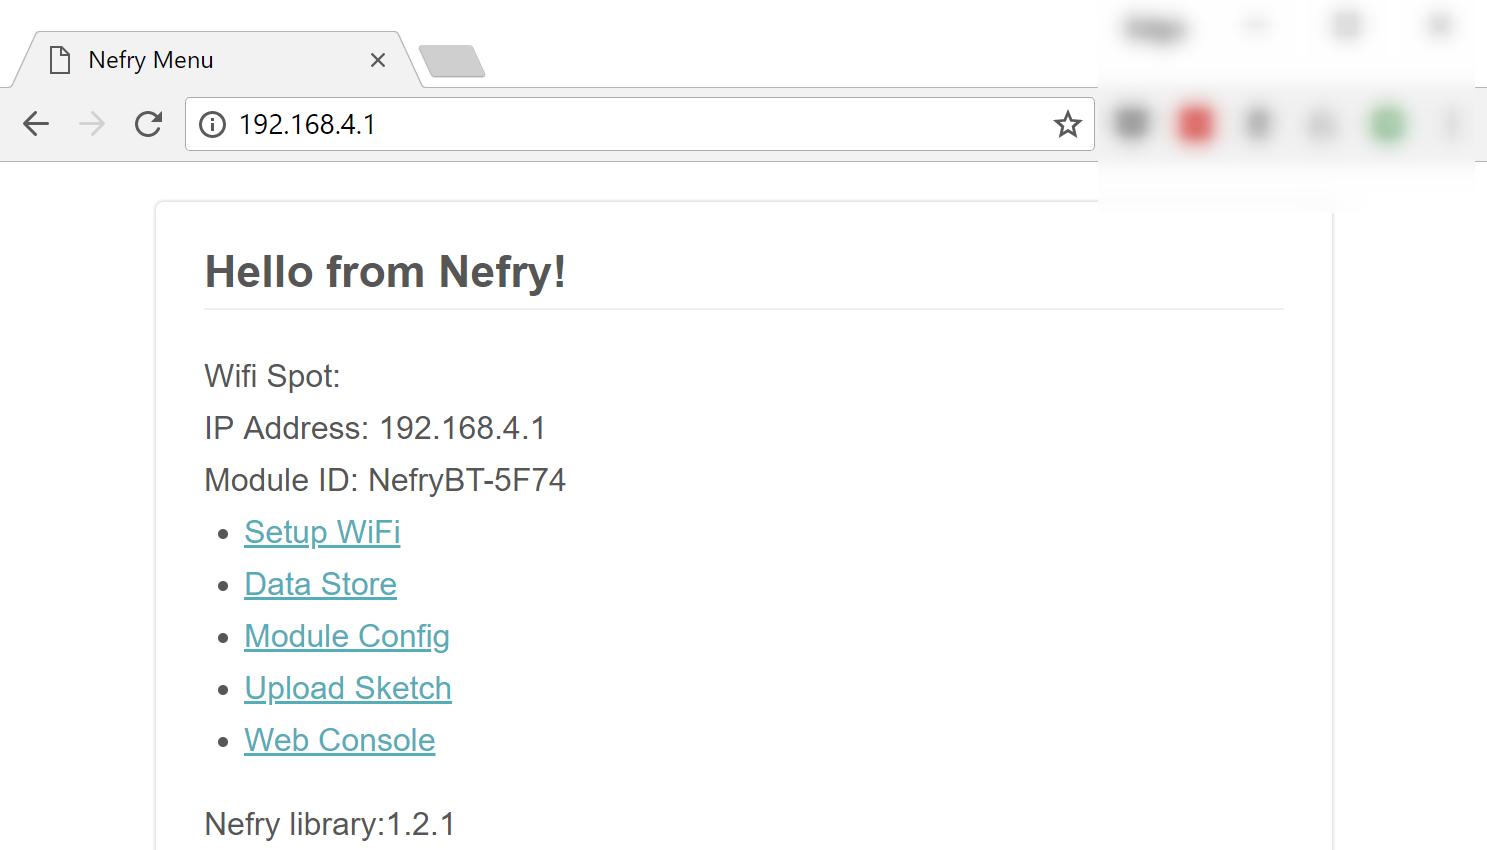 Nefry Menu
192.168.4.1
Hello from Nefry!
Wifi Spot:
IP Address: 192.168.4.1
Module ID: NefryBT-5F74
Setup WiFi
Data Store
Module Config
Upload Sketch
Web Console
Nefry library:1.2.1